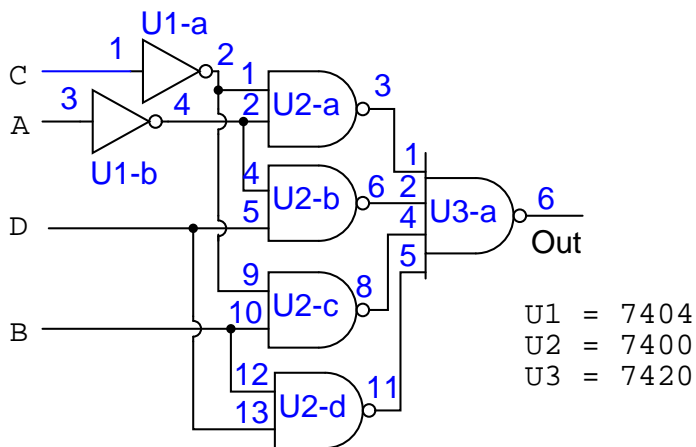 U1-a
C 1 2
1 U2-a 3
A 3 4 2
U1-b
1
4 U2-b 6 2 U3-a 6
5 4
D 5 Out
9 U2-c 8
B 10
12 U2-d 11
13
U1 = 7404
U2 = 7400
U3 = 7420